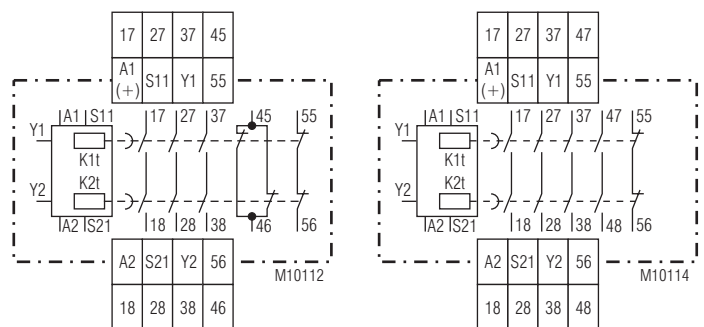 17 27 37 45
A1 (+) S11 Y1 55
A1 S11 17 27 37 45 55
Y1
K1t
K2t
Y2
A2 S21 18 28 38 46 56
M10112
A2 S21 Y2 56
18 28 38 46
17 27 37 47
A1 (+) S11 Y1 55
A1 S11 17 27 37 47 55
Y1
K1t
K2t
Y2
A2 S21 18 28 38 48 56
M10114
A2 S21 Y2 56
18 28 38 48